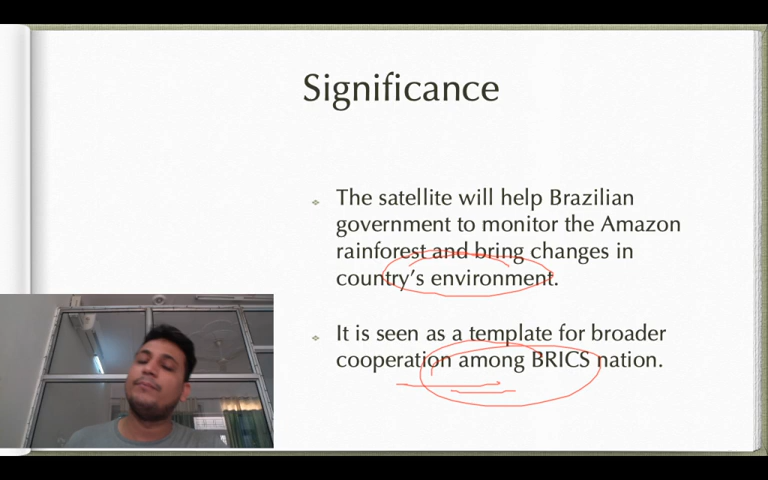 Significance
The satellite will help Brazilian
government to monitor the Amazon
rainforest and bring changes in
country's environment.
It is seen as a template for broader
cooperation among BRICS nation.